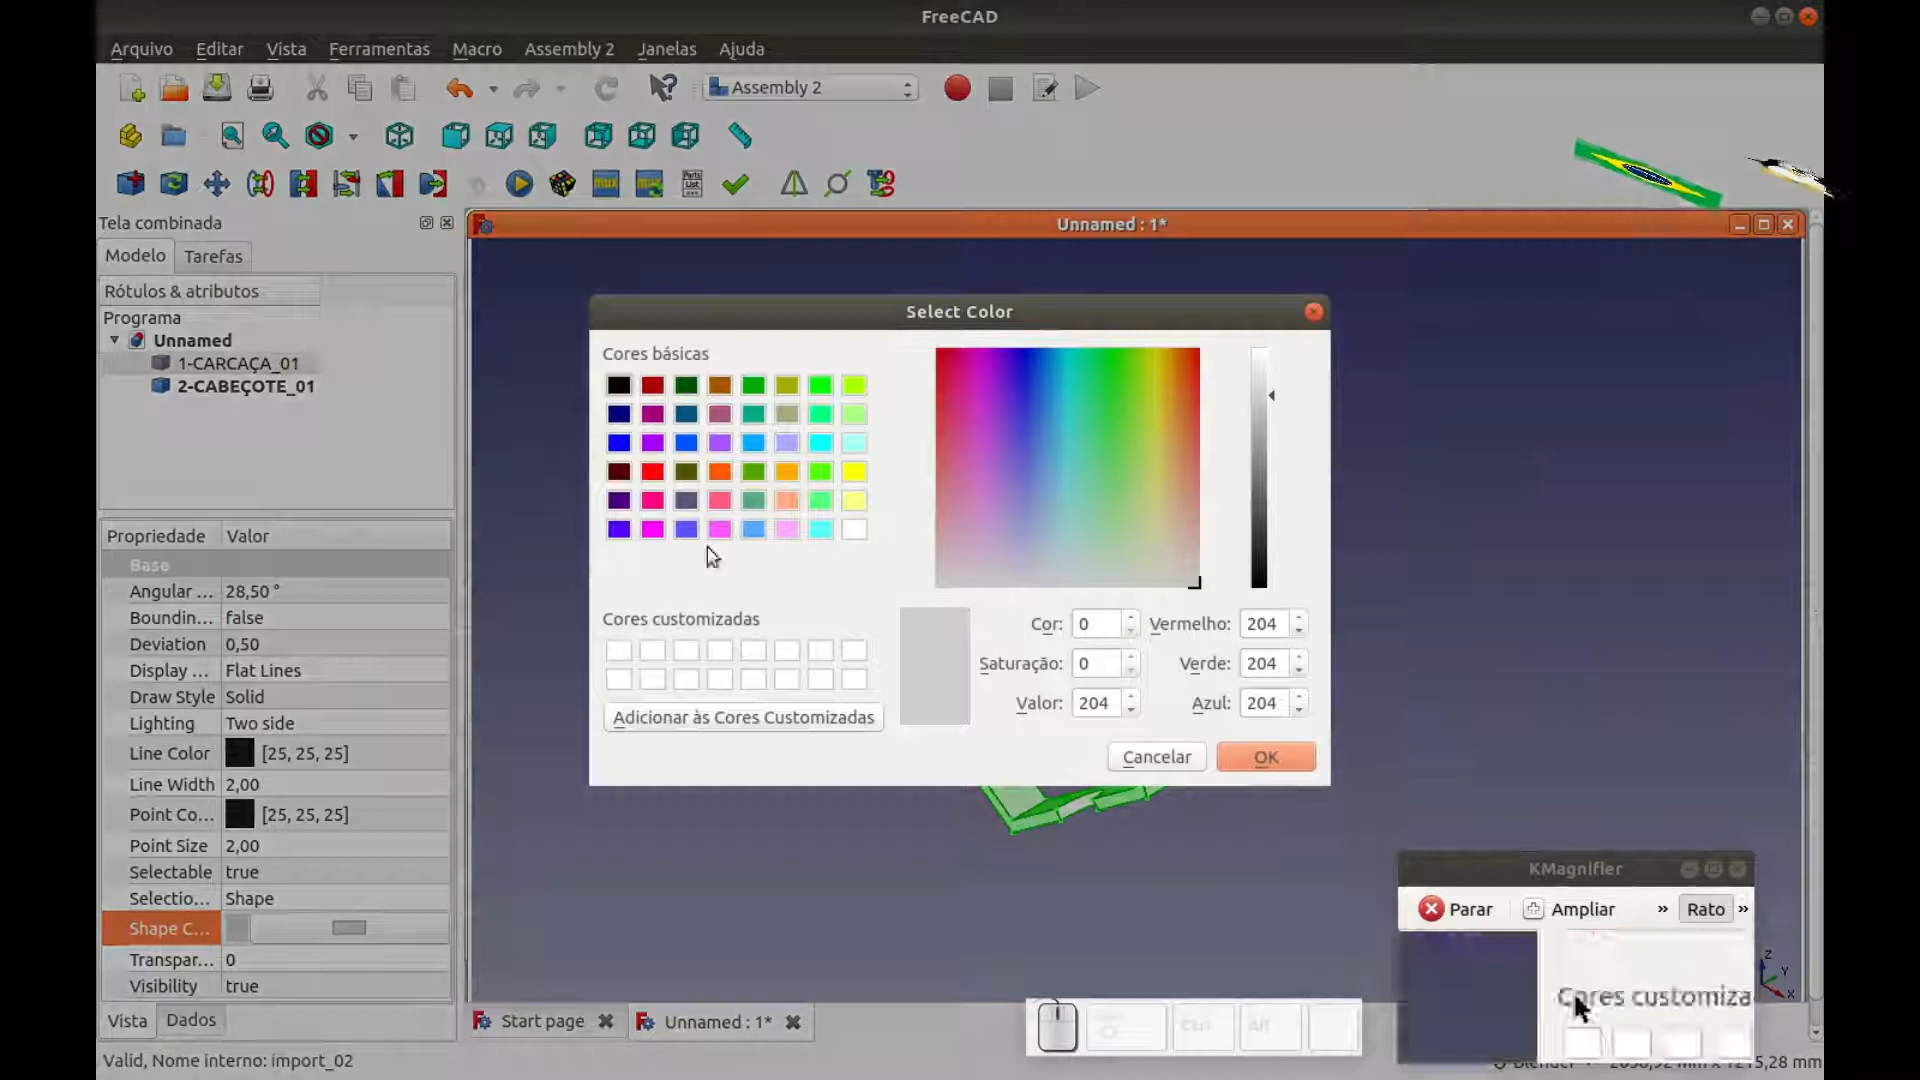 FreeCAD
Arquivo Editar Vista Ferramentas Macro Assembly 2 Janelas Ajuda
Assembly 2
Parts List
Tela combinada
Unnamed : 1*
Modelo Tarefas
Rótulos & atributos
Programa
Unnamed
1-CARCAÇA_01
2-CABEÇOTE_01
Select Color
Cores básicas
Cores customizadas
Adicionar às Cores Customizadas
Cor: 0 Vermelho: 204
Saturação: 0 Verde: 204
Valor: 204 Azul: 204
Cancelar OK
Propriedade Valor
Base
Angular ... 28,50 °
Boundin... false
Deviation 0,50
Display ... Flat Lines
Draw Style Solid
Lighting Two side
Line Color [25, 25, 25]
Line Width 2,00
Point Co... [25, 25, 25]
Point Size 2,00
Selectable true
Selectio... Shape
Shape C...
Transpar... 0
Visibility true
Vista Dados
Start page Unnamed : 1*
KMagnifier
Parar Ampliar » Rato »
Cores customiza
Z
Y
X
Ctrl Alt
Valid, Nome interno: import_02